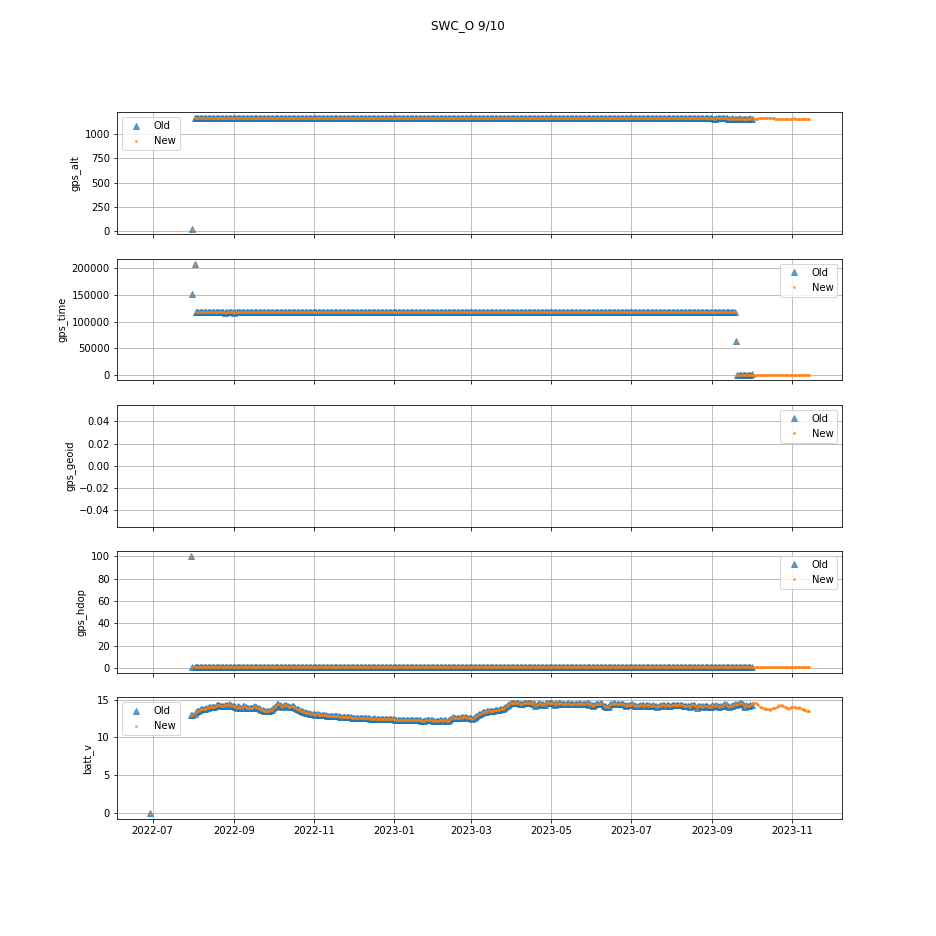 SWC_O 9/10
gps_alt
1000
750
500
250
0
Old
New
gps_time
200000
150000
100000
50000
0
Old
New
gps_geoid
0.04
0.02
0.00
−0.02
−0.04
Old
New
gps_hdop
100
80
60
40
20
0
Old
New
batt_v
15
10
5
0
Old
New
2022-07 2022-09 2022-11 2023-01 2023-03 2023-05 2023-07 2023-09 2023-11